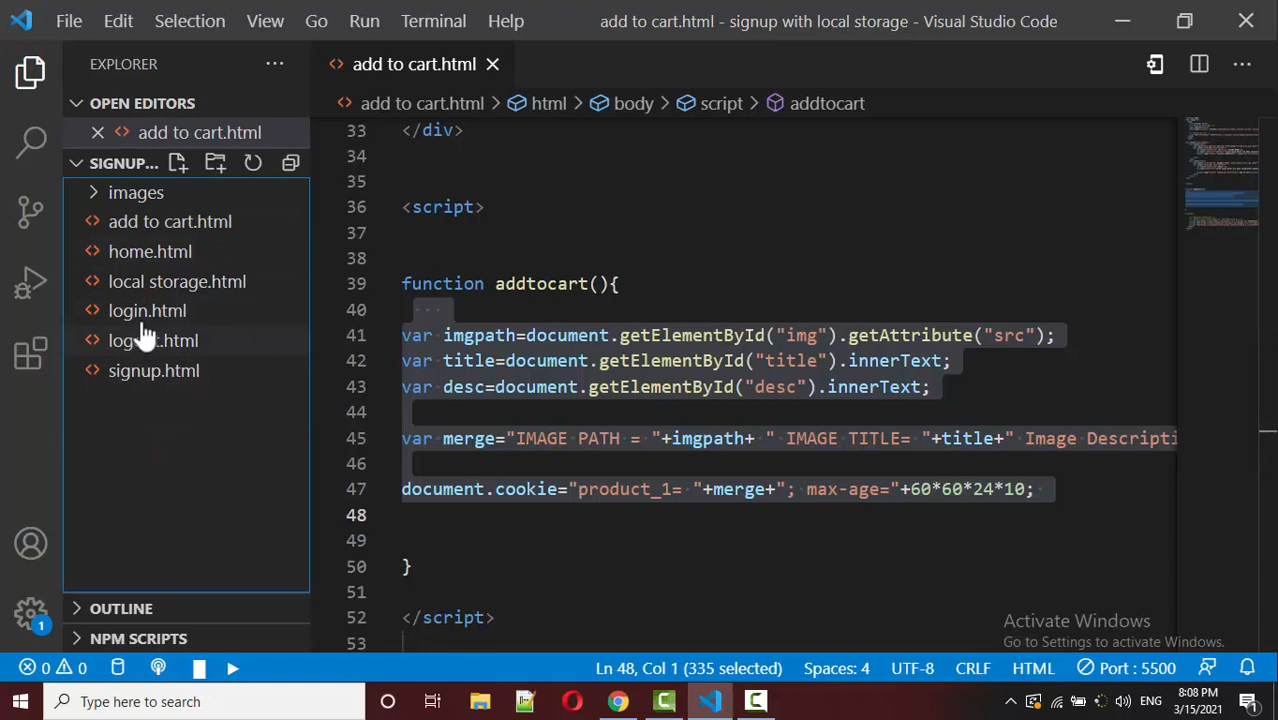 File Edit Selection View Go Run Terminal Help add to cart.html - signup with local storage - Visual Studio Code
EXPLORER
add to cart.html
OPEN EDITORS
add to cart.html > html > body > script > addtocart
add to cart.html
SIGNUP...
images
add to cart.html
home.html
local storage.html
login.html
.html
signup.html
OUTLINE
NPM SCRIPTS
33 </div>
34
35
36 <script>
37
38
39 function addtocart(){
40
41 var imgpath=document.getElementById("img").getAttribute("src");
42 var title=document.getElementById("title").innerText;
43 var desc=document.getElementById("desc").innerText;
44
45 var merge="IMAGE PATH = "+imgpath+ " IMAGE TITLE= "+title+" Image Descripti
46
47 document.cookie="product_1= "+merge+"; max-age="+60*60*24*10;
48
49
50 }
51
52 </script>
53
Activate Windows
Go to Settings to activate Windows.
1
0 0 Ln 48, Col 1 (335 selected) Spaces: 4 UTF-8 CRLF HTML Port : 5500
Type here to search
ENG
8:08 PM
3/15/2021
1